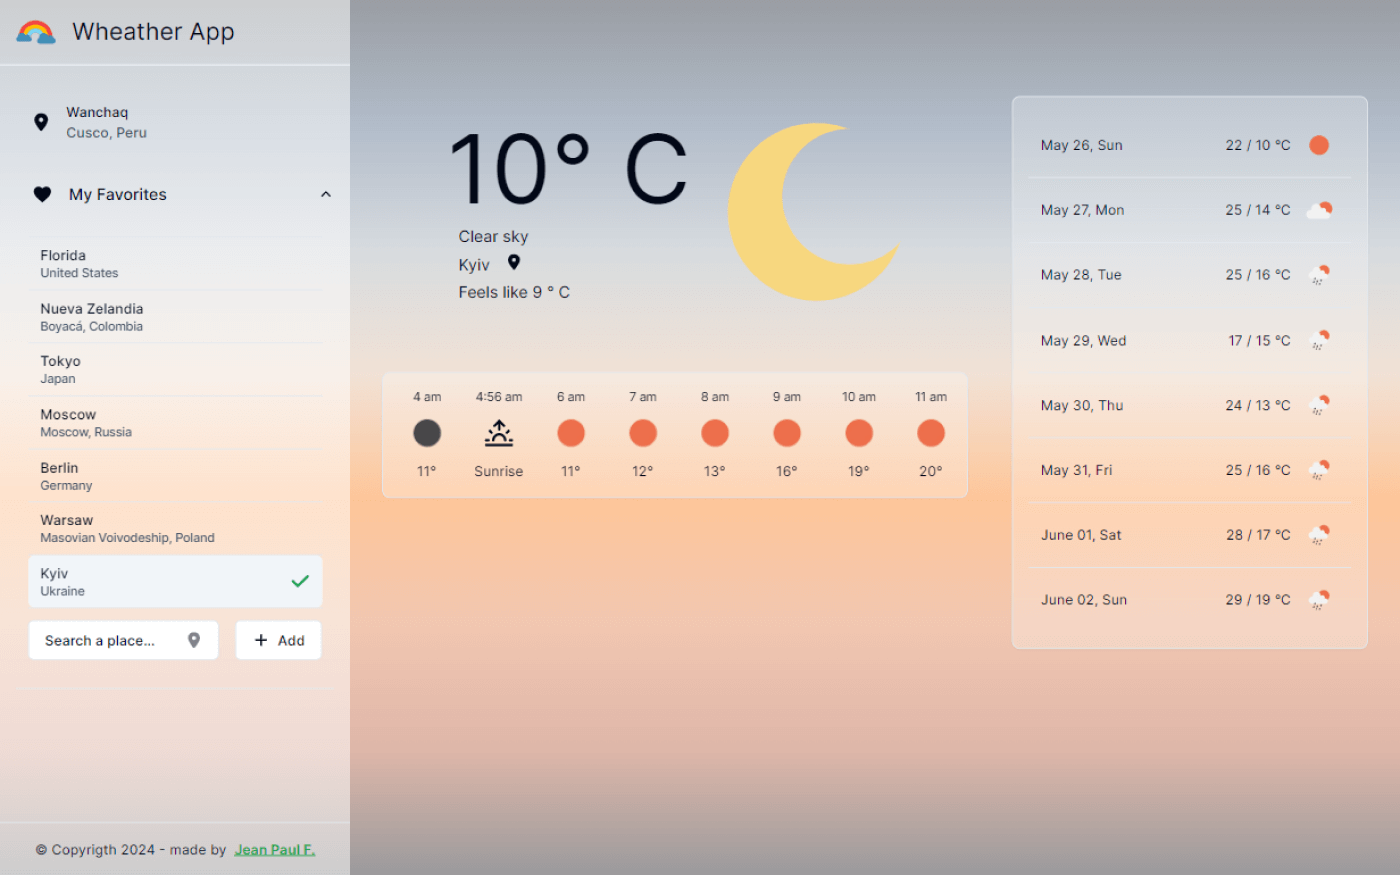 Wheather App
Wanchaq
Cusco, Peru
My Favorites
Florida
United States
Nueva Zelandia
Boyacá, Colombia
Tokyo
Japan
Moscow
Moscow, Russia
Berlin
Germany
Warsaw
Masovian Voivodeship, Poland
Kyiv
Ukraine
Search a place...
+ Add
© Copyrigth 2024 - made by Jean Paul F.
10° C
Clear sky
Kyiv
Feels like 9 ° C
4 am 4:56 am 6 am 7 am 8 am 9 am 10 am 11 am
11° Sunrise 11° 12° 13° 16° 19° 20°
May 26, Sun 22 / 10 °C
May 27, Mon 25 / 14 °C
May 28, Tue 25 / 16 °C
May 29, Wed 17 / 15 °C
May 30, Thu 24 / 13 °C
May 31, Fri 25 / 16 °C
June 01, Sat 28 / 17 °C
June 02, Sun 29 / 19 °C